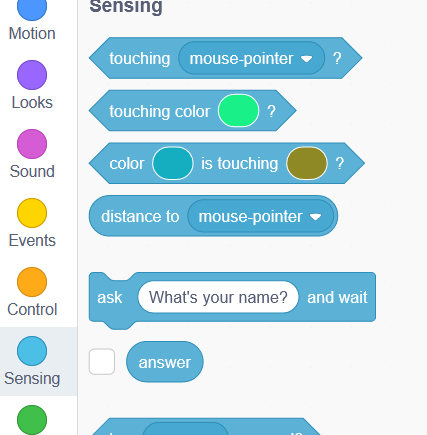 Sensing
Motion
touching mouse-pointer ?
Looks
touching color ?
Sound
color is touching ?
distance to mouse-pointer
Events
Control
ask What's your name? and wait
Sensing
answer